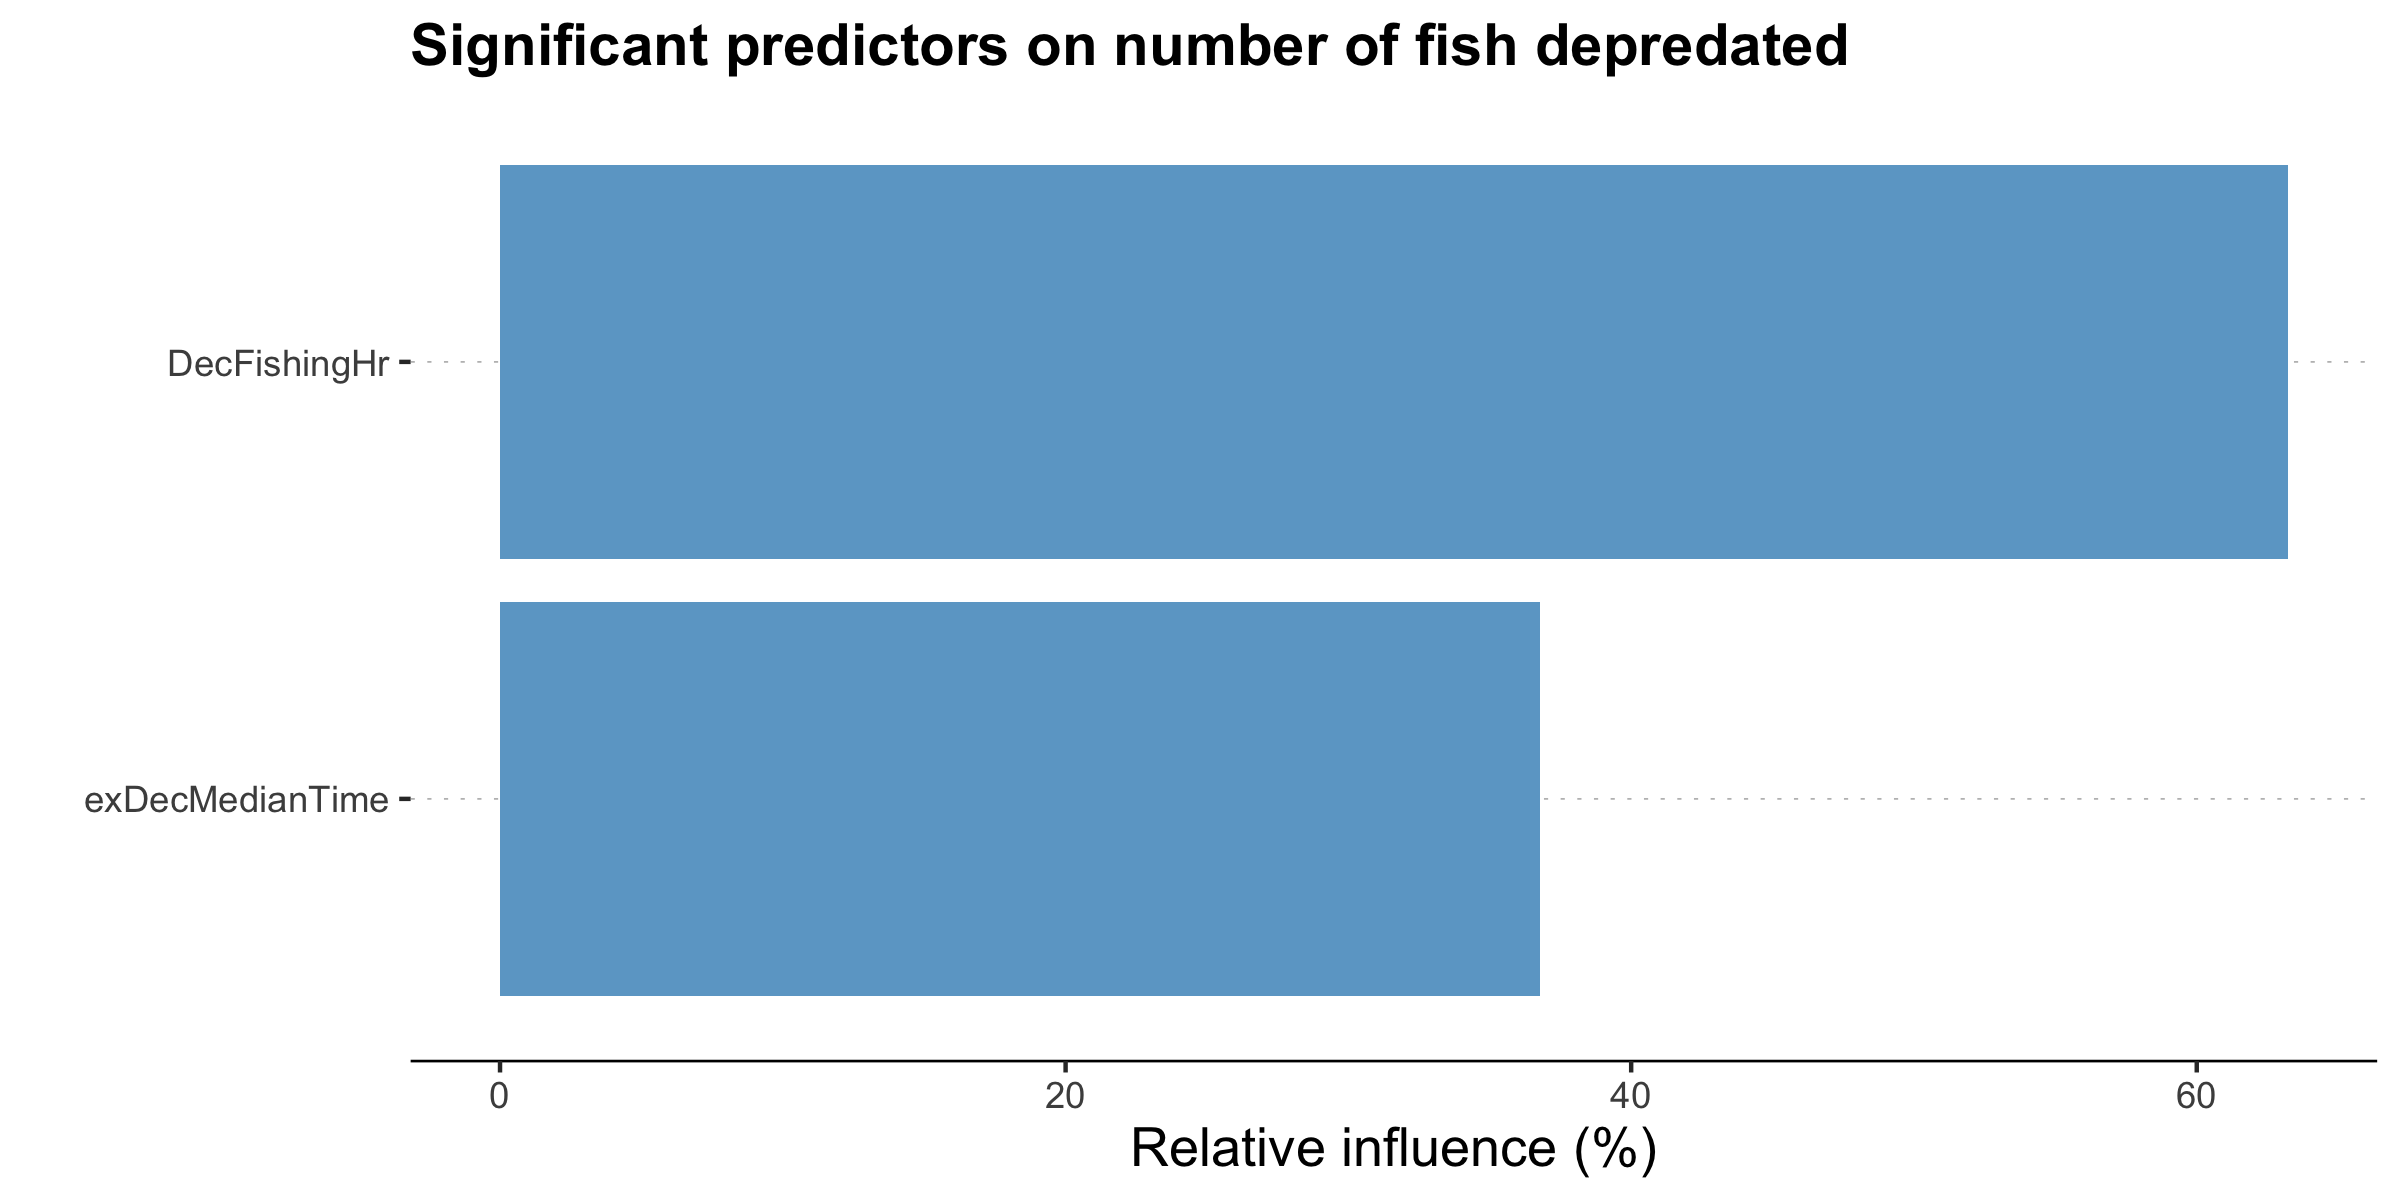 Significant predictors on number of fish depredated
DecFishingHr
exDecMedianTime
0 20 40 60
Relative influence (%)